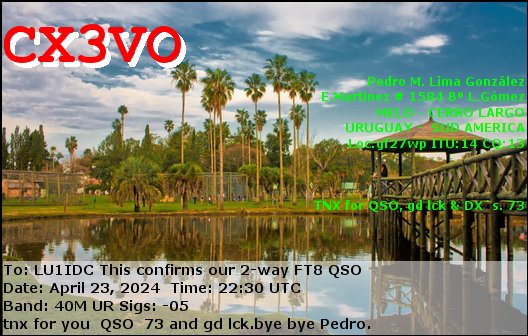 CX3VO
Pedro M. Lima González
E.Martinez # 1584 Bº L.Gómez
MELO - CERRO LARGO
URUGUAY - SUD AMERICA
Loc.gf27wp ITU:14 CQ:13
TNX for QSO, gd lck & DX`s. 73
To: LU1IDC This confirms our 2-way FT8 QSO
Date: April 23, 2024 Time: 22:30 UTC
Band: 40M UR Sigs: -05
tnx for you QSO 73 and gd lck.bye bye Pedro.